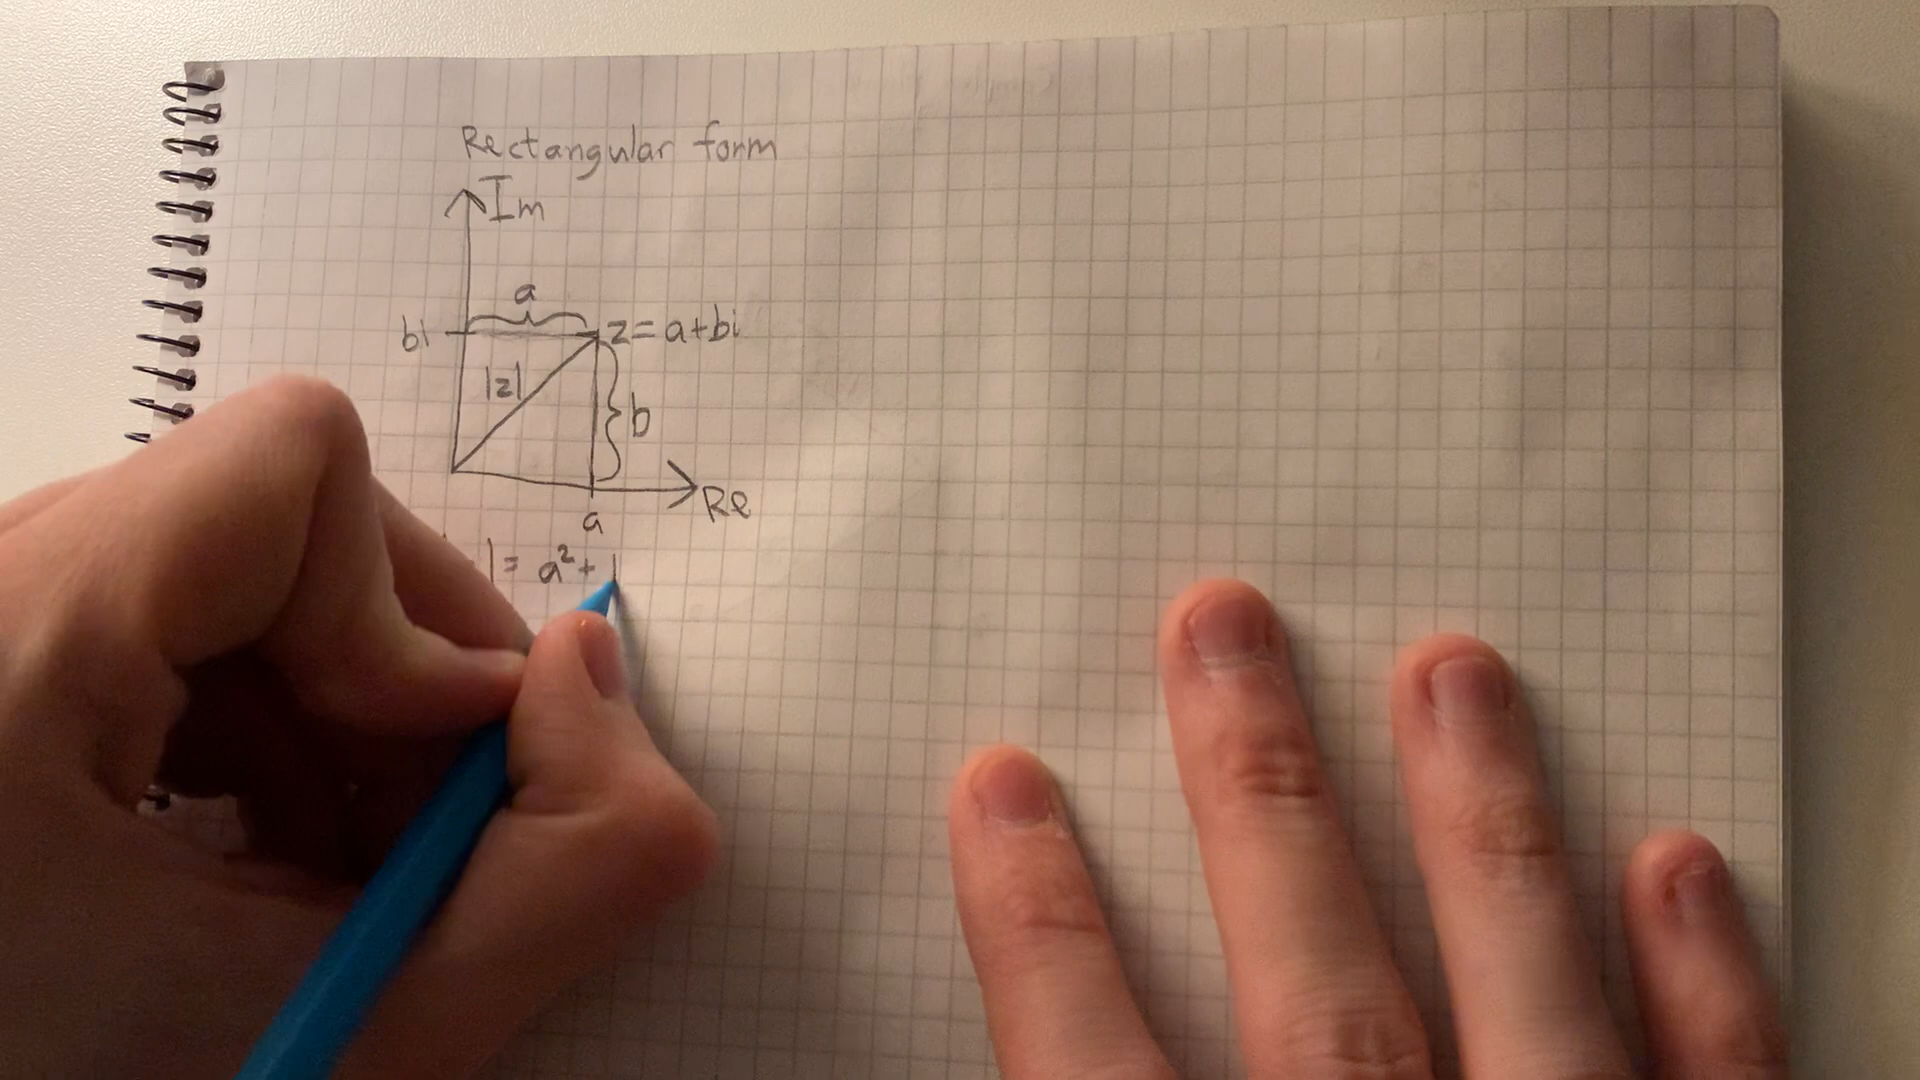 Rectangular form
Im
a
bi
z=a+bi
|z|
b
Re
a
|= a²+